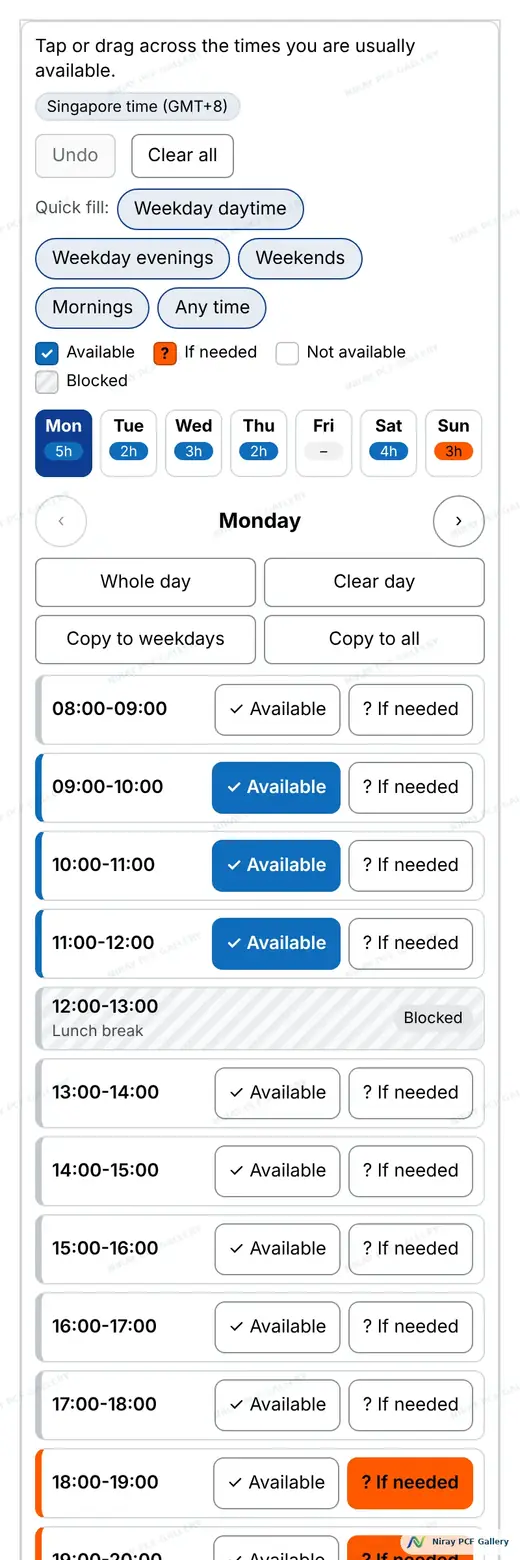 Tap or drag across the times you are usually
available.
Singapore time (GMT+8)
Undo
Clear all
Quick fill:
Weekday daytime
Weekday evenings
Weekends
Mornings
Any time
✓ Available
? If needed
Not available
Blocked
Mon Tue Wed Thu Fri Sat Sun
5h 2h 3h 2h – 4h 3h
‹ Monday ›
Whole day
Clear day
Copy to weekdays
Copy to all
08:00-09:00 ✓ Available ? If needed
09:00-10:00 ✓ Available ? If needed
10:00-11:00 ✓ Available ? If needed
11:00-12:00 ✓ Available ? If needed
12:00-13:00
Lunch break
Blocked
13:00-14:00 ✓ Available ? If needed
14:00-15:00 ✓ Available ? If needed
15:00-16:00 ✓ Available ? If needed
16:00-17:00 ✓ Available ? If needed
17:00-18:00 ✓ Available ? If needed
18:00-19:00 ✓ Available ? If needed
19:00-20:00 ✓ Available ? If needed
Niray PCF Gallery